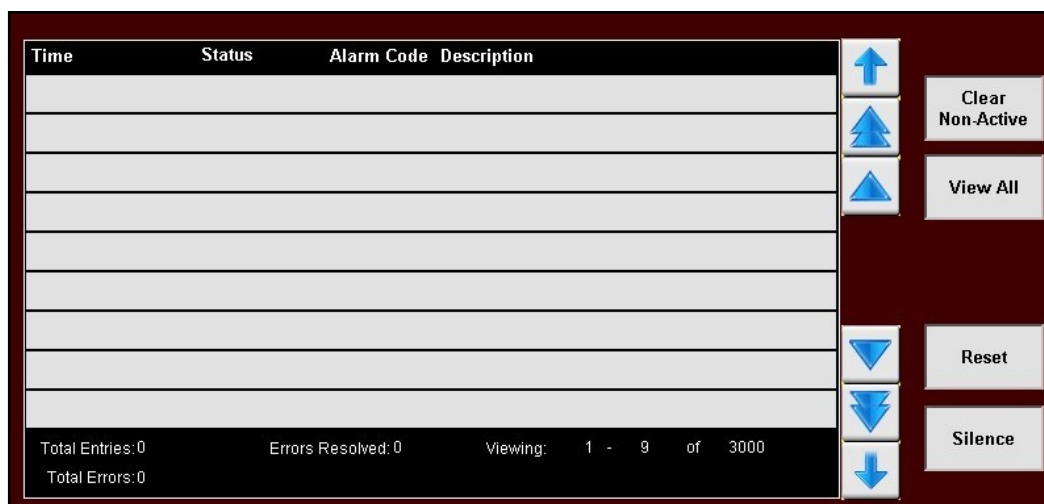 Time Status Alarm Code Description
Clear
Non-Active
View All
Reset
Silence
Total Entries:0 Errors Resolved:0 Viewing: 1 - 9 of 3000
Total Errors:0